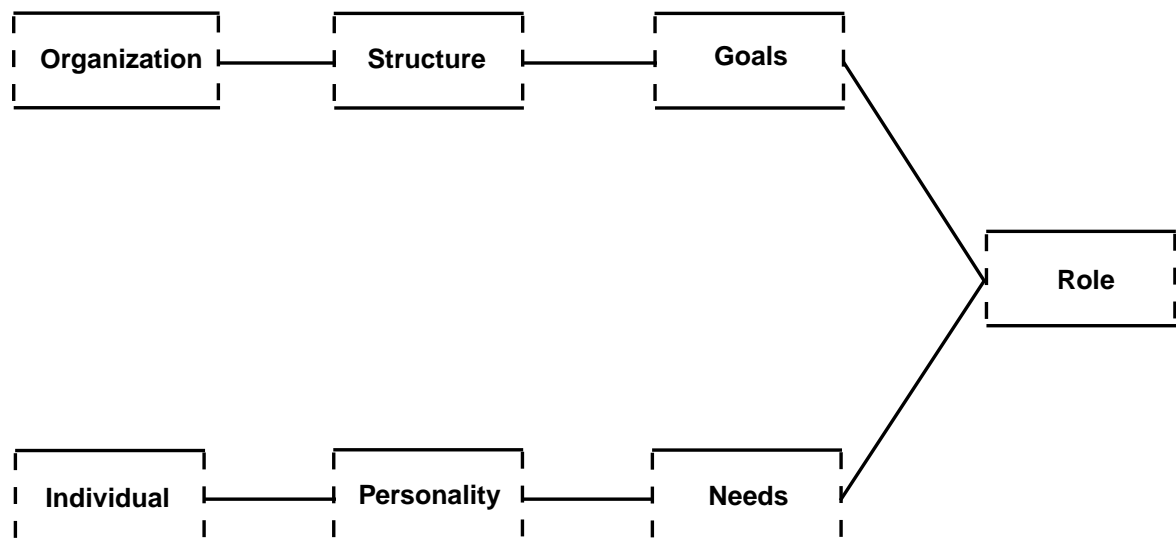 Organization
Structure
Goals
Role
Individual
Personality
Needs